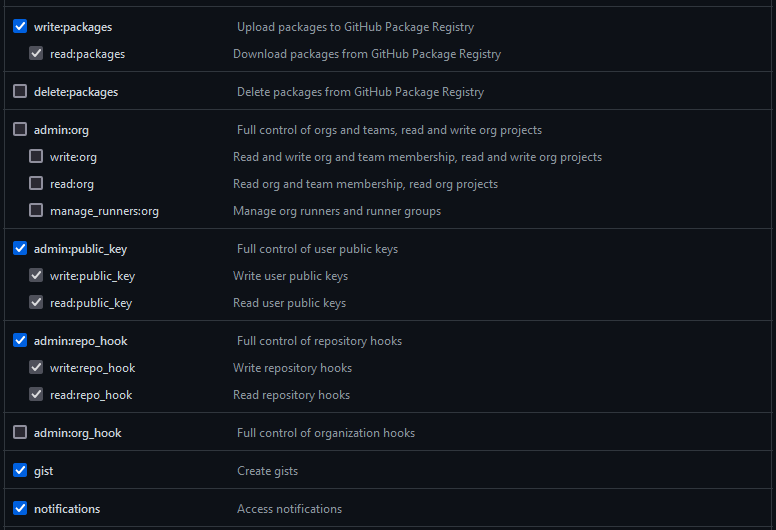 write:packages Upload packages to GitHub Package Registry
read:packages Download packages from GitHub Package Registry
delete:packages Delete packages from GitHub Package Registry
admin:org Full control of orgs and teams, read and write org projects
write:org Read and write org and team membership, read and write org projects
read:org Read org and team membership, read org projects
manage_runners:org Manage org runners and runner groups
admin:public_key Full control of user public keys
write:public_key Write user public keys
read:public_key Read user public keys
admin:repo_hook Full control of repository hooks
write:repo_hook Write repository hooks
read:repo_hook Read repository hooks
admin:org_hook Full control of organization hooks
gist Create gists
notifications Access notifications